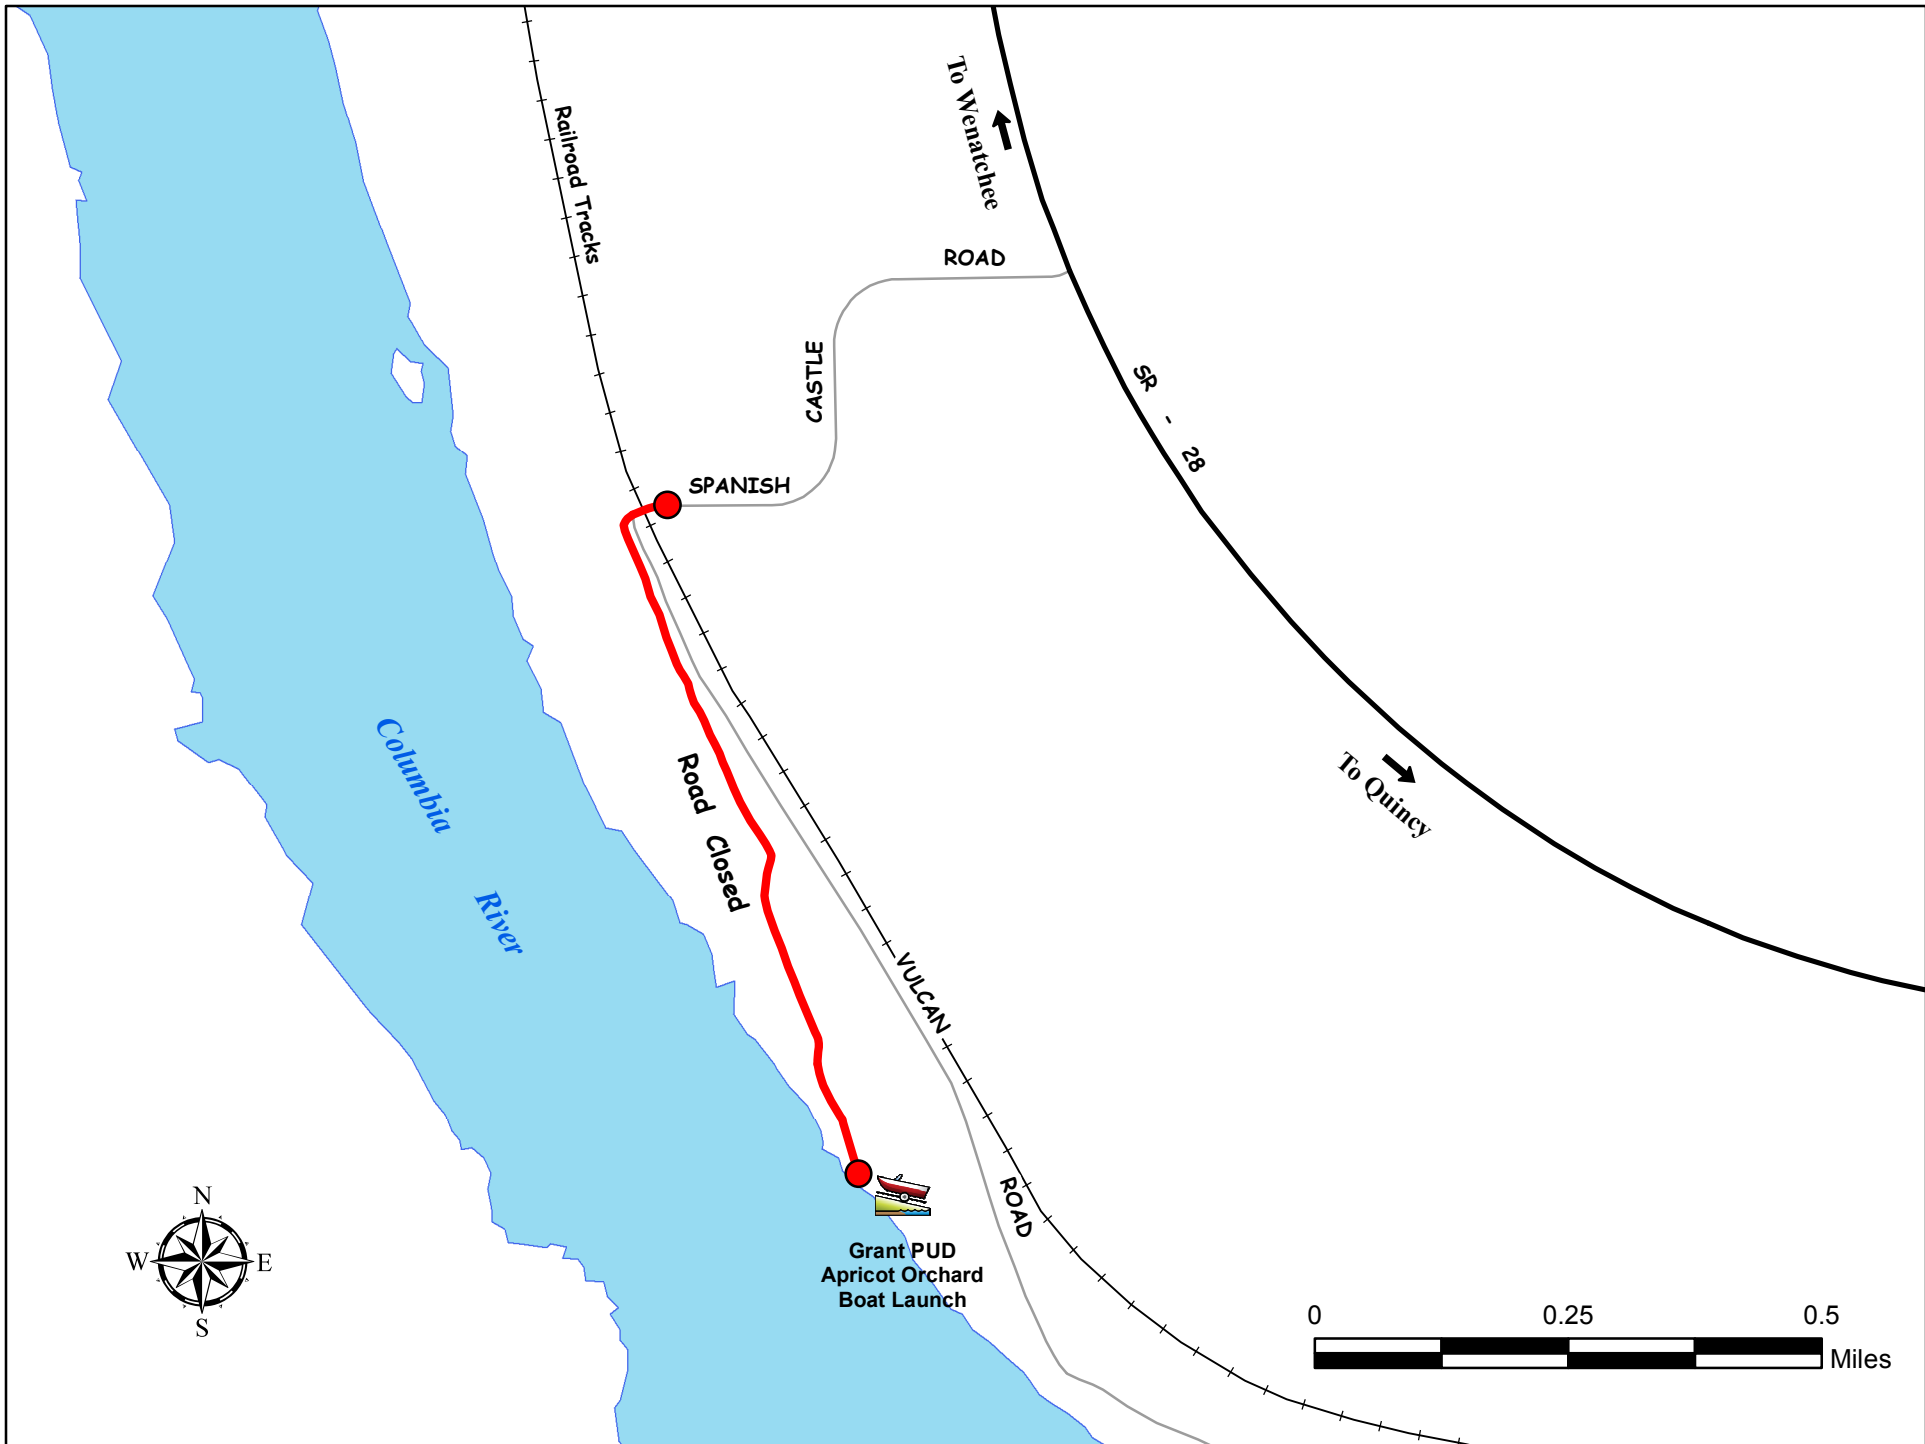 To Wenatchee
Railroad Tracks
ROAD
CASTLE
SPANISH
SR - 28
To Quincy
Road Closed
Columbia
River
VULCAN
ROAD
Grant PUD
Apricot Orchard
Boat Launch
N
W E
S
0 0.25 0.5
Miles